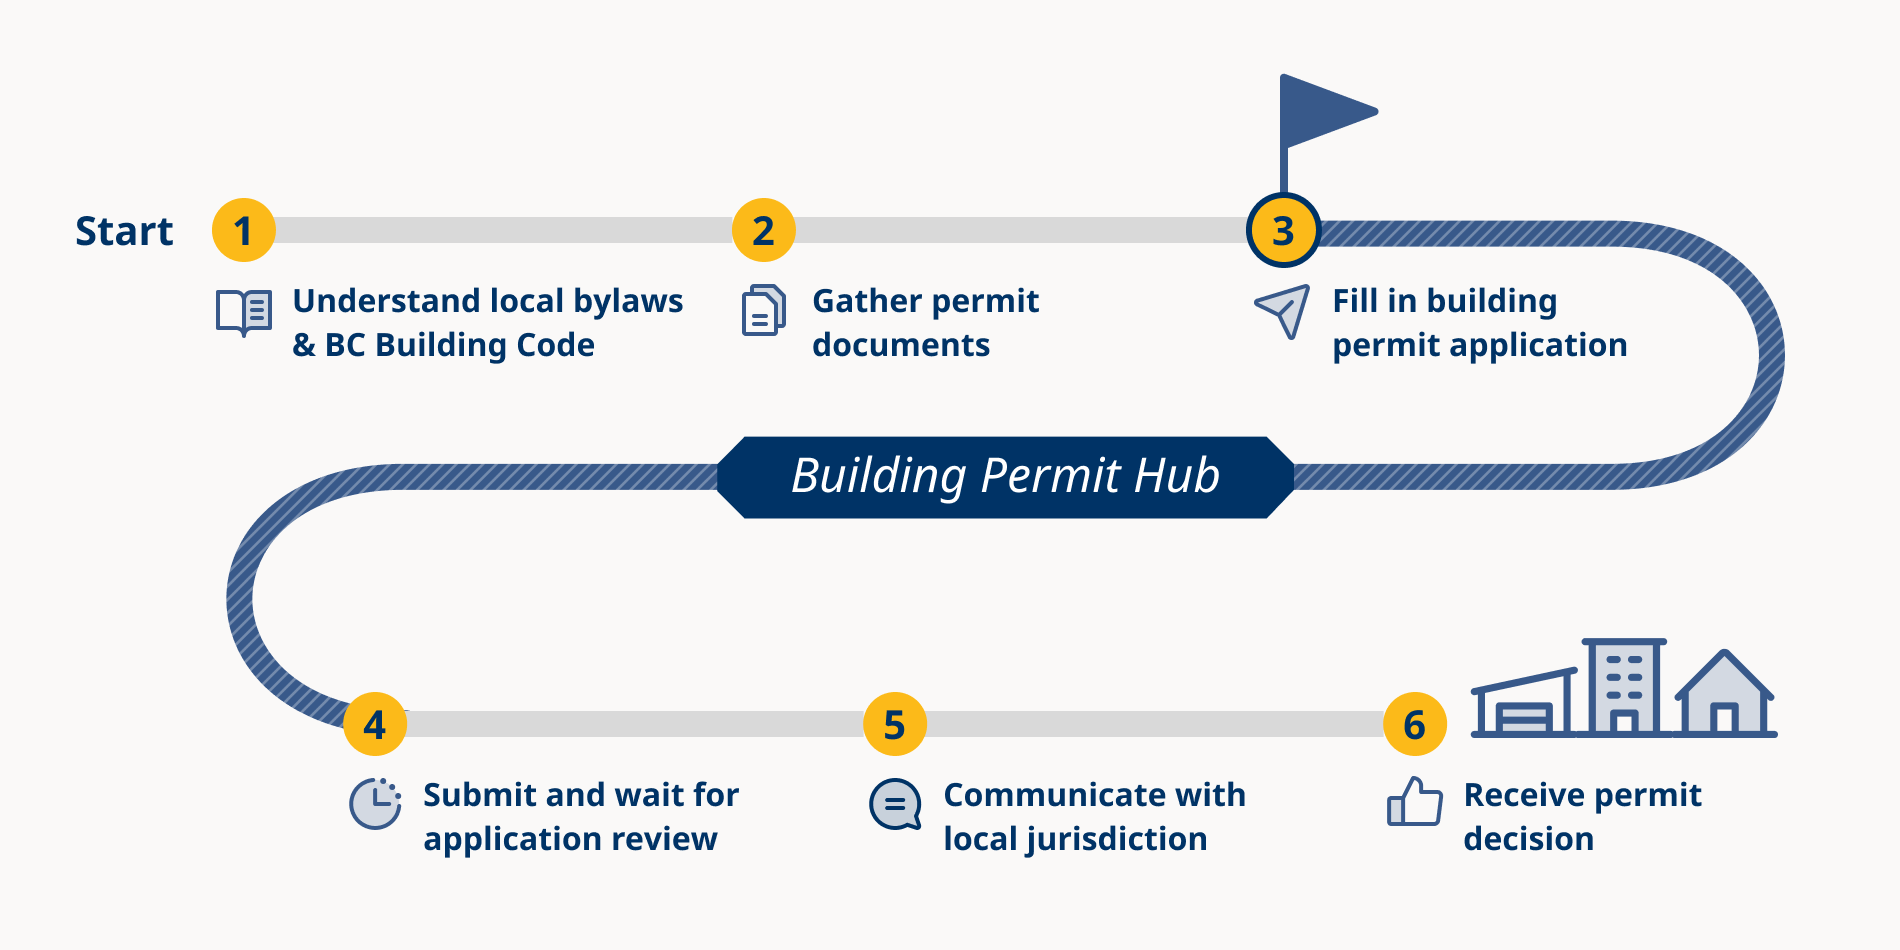 Start
1
2
3
Understand local bylaws
& BC Building Code
Gather permit
documents
Fill in building
permit application
Building Permit Hub
4
5
6
Submit and wait for
application review
Communicate with
local jurisdiction
Receive permit
decision